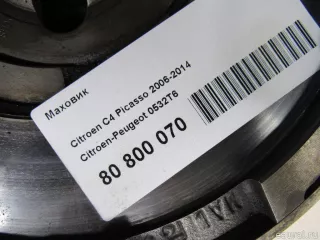 Маховик
Citroen C4 Picasso 2006-2014
Citroen-Peugeot 0532T6
80 800 070